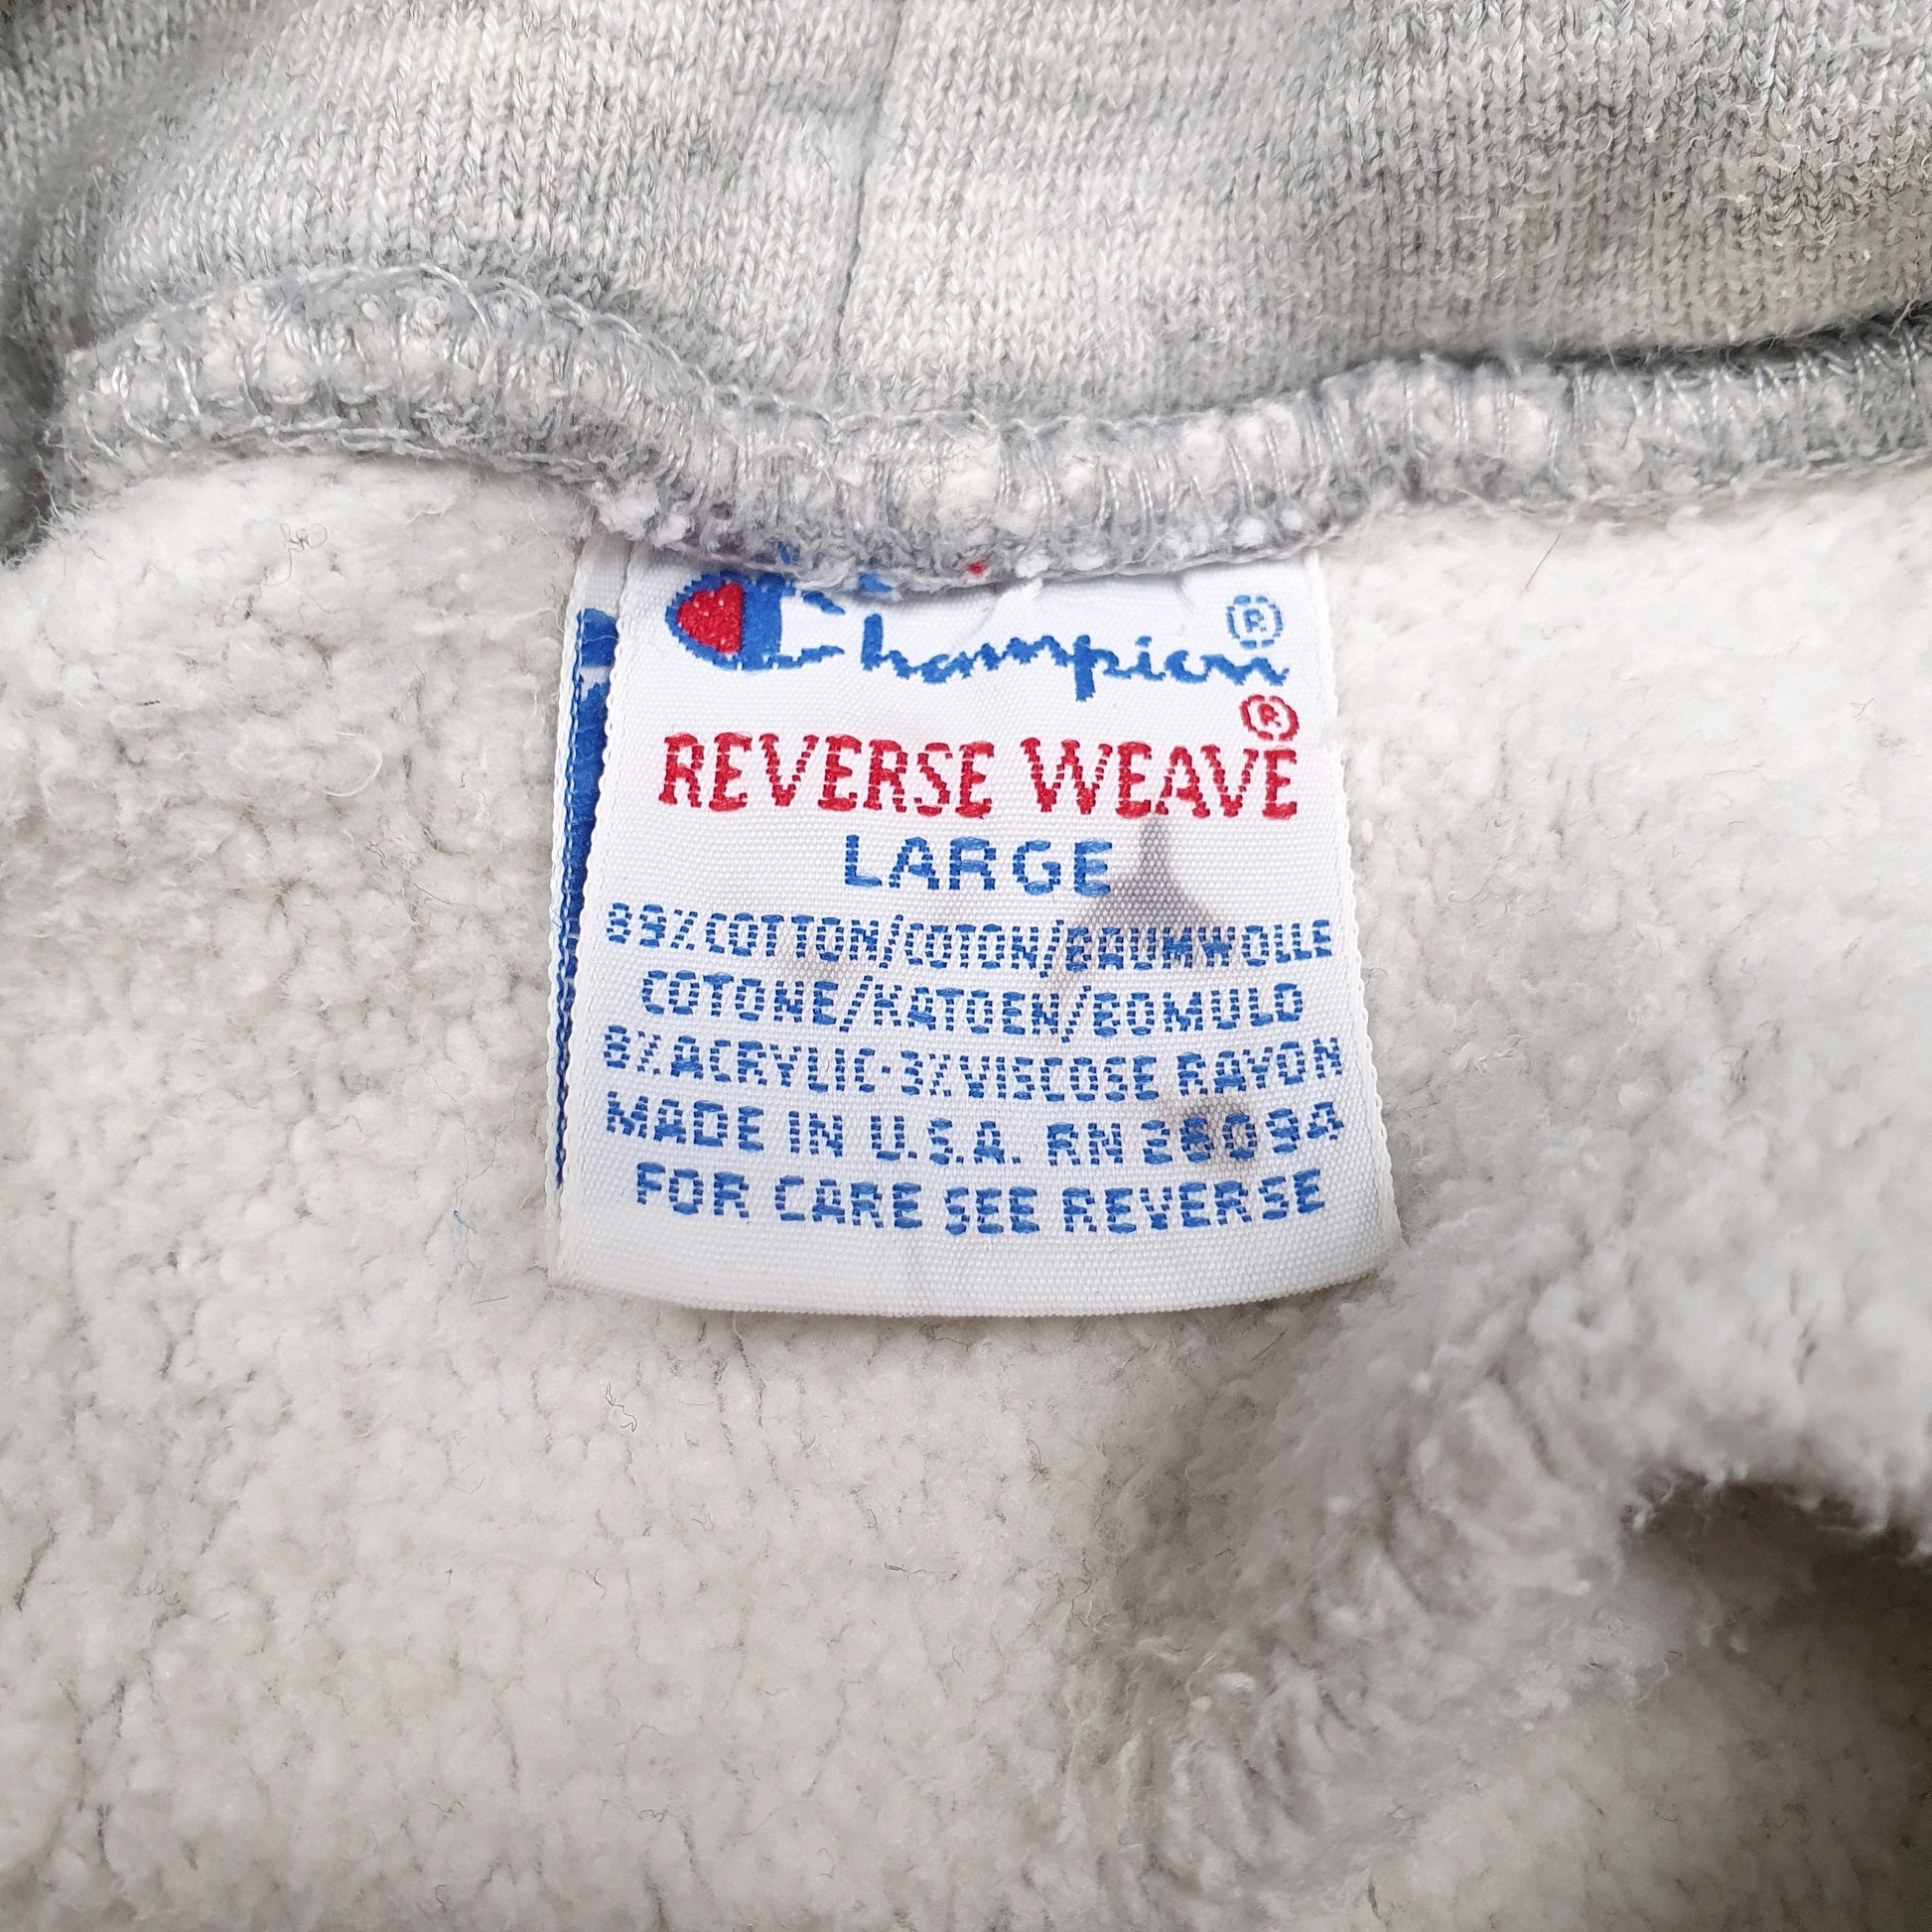 Champion®
REVERSE WEAVE®
LARGE
89% COTTON/COTON/BAUMWOLLE
COTONE/KATOEN/BOMULD
8% ACRYLIC·3% VISCOSE RAYON
MADE IN U.S.A. RN 26094
FOR CARE SEE REVERSE